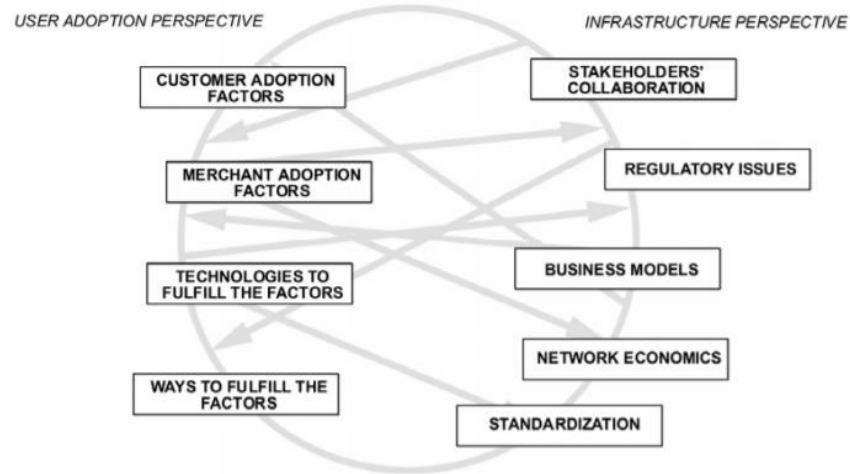 USER ADOPTION PERSPECTIVE
INFRASTRUCTURE PERSPECTIVE
CUSTOMER ADOPTION
FACTORS
STAKEHOLDERS'
COLLABORATION
MERCHANT ADOPTION
FACTORS
REGULATORY ISSUES
TECHNOLOGIES TO
FULFILL THE FACTORS
BUSINESS MODELS
NETWORK ECONOMICS
WAYS TO FULFILL THE
FACTORS
STANDARDIZATION